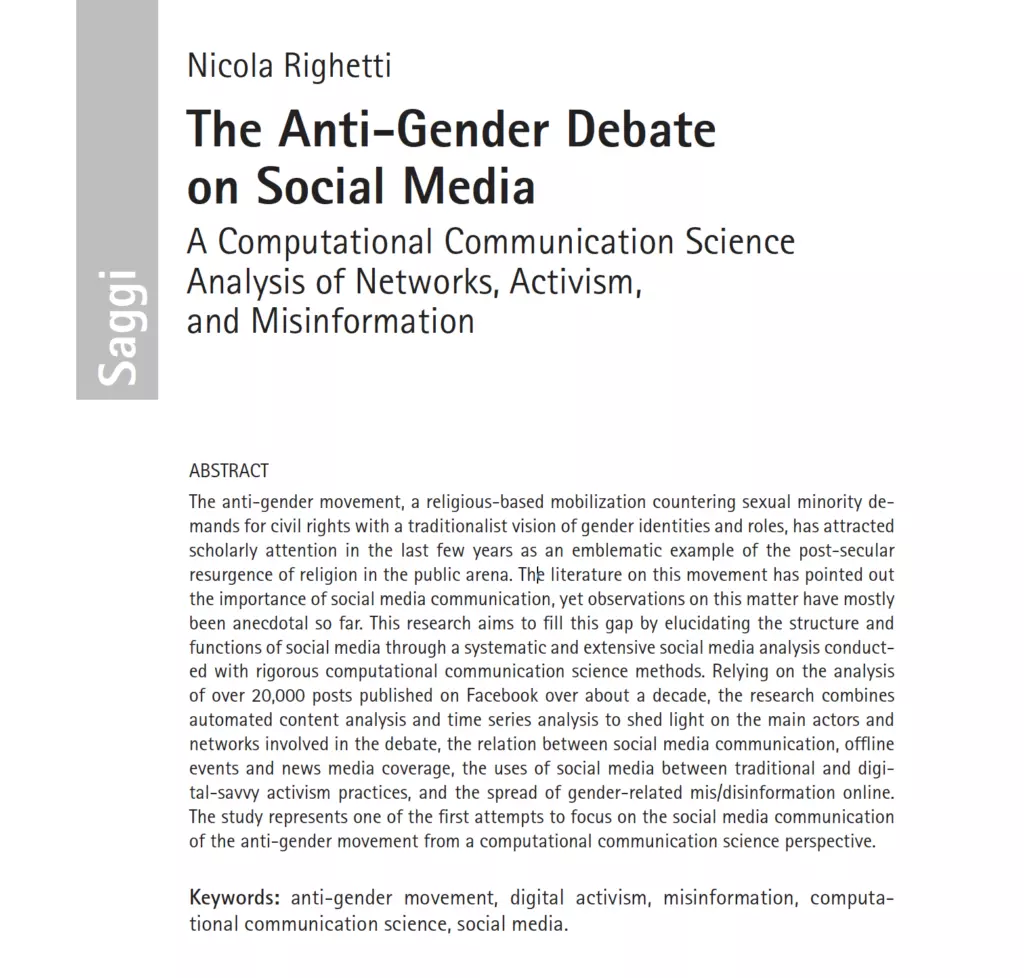 Nicola Righetti
The Anti-Gender Debate
on Social Media
A Computational Communication Science
Analysis of Networks, Activism,
and Misinformation
Saggi
ABSTRACT
The anti-gender movement, a religious-based mobilization countering sexual minority de-
mands for civil rights with a traditionalist vision of gender identities and roles, has attracted
scholarly attention in the last few years as an emblematic example of the post-secular
resurgence of religion in the public arena. The literature on this movement has pointed out
the importance of social media communication, yet observations on this matter have mostly
been anecdotal so far. This research aims to fill this gap by elucidating the structure and
functions of social media through a systematic and extensive social media analysis conduct-
ed with rigorous computational communication science methods. Relying on the analysis
of over 20,000 posts published on Facebook over about a decade, the research combines
automated content analysis and time series analysis to shed light on the main actors and
networks involved in the debate, the relation between social media communication, offline
events and news media coverage, the uses of social media between traditional and digi-
tal-savvy activism practices, and the spread of gender-related mis/disinformation online.
The study represents one of the first attempts to focus on the social media communication
of the anti-gender movement from a computational communication science perspective.
Keywords: anti-gender movement, digital activism, misinformation, computa-
tional communication science, social media.